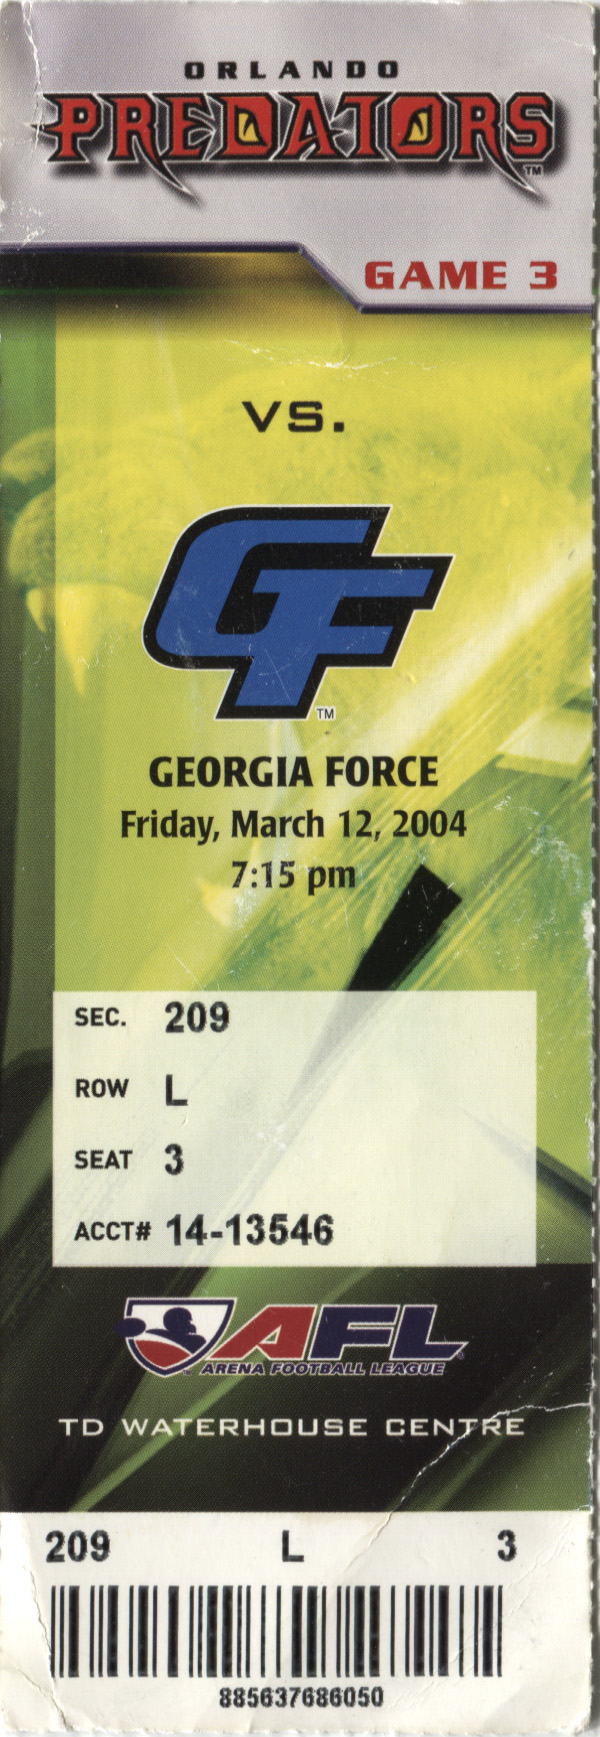 ORLANDO
PREDATORS TM
GAME 3
VS.
GF TM
GEORGIA FORCE
Friday, March 12, 2004
7:15 pm
SEC. 209
ROW L
SEAT 3
ACCT# 14-13546
AFL
ARENA FOOTBALL LEAGUE
TD WATERHOUSE CENTRE
209 L 3
885637686050